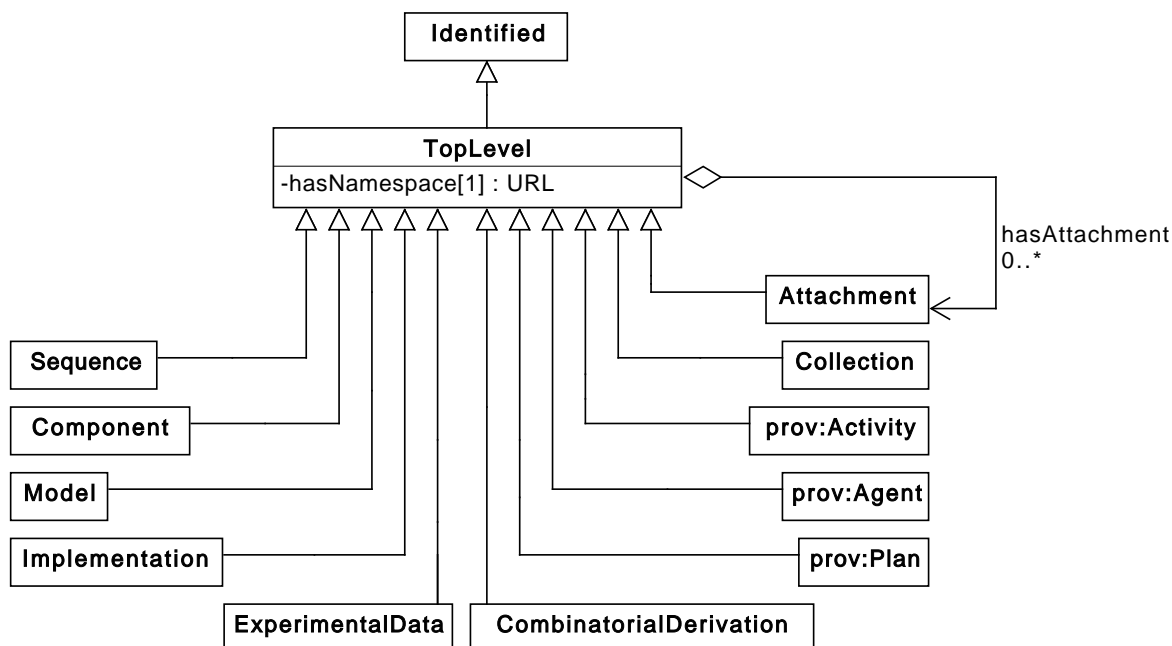 Identified
TopLevel
-hasNamespace[1] : URL
hasAttachment
0..*
Attachment
Sequence
Collection
Component
prov:Activity
Model
prov:Agent
Implementation
prov:Plan
ExperimentalData
CombinatorialDerivation